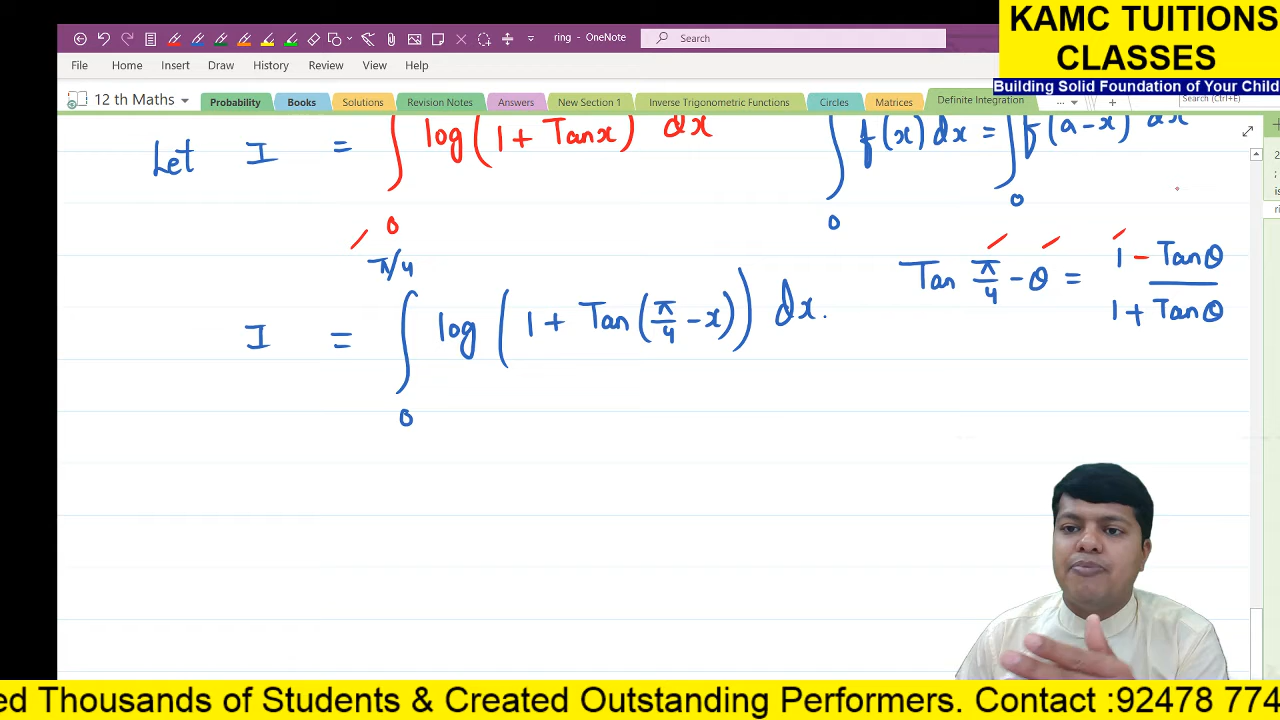 KAMC TUITIONS
CLASSES
Building Solid Foundation of Your Child
ring - OneNote
Search
File Home Insert Draw History Review View Help
12 th Maths Probability Books Solutions Revision Notes Answers New Section 1 Inverse Trigonometric Functions Circles Matrices Definite Integration ... +
Search (Ctrl+E)
Let I = ∫ log(1 + Tanx) dx
0
∫ f(x) dx = ∫ f(a-x) dx
0 0
Tan π/4 - θ = (1 - Tanθ)/(1 + Tanθ)
π/4
I = ∫ log(1 + Tan(π/4 - x)) dx.
0
ed Thousands of Students & Created Outstanding Performers. Contact :92478 774